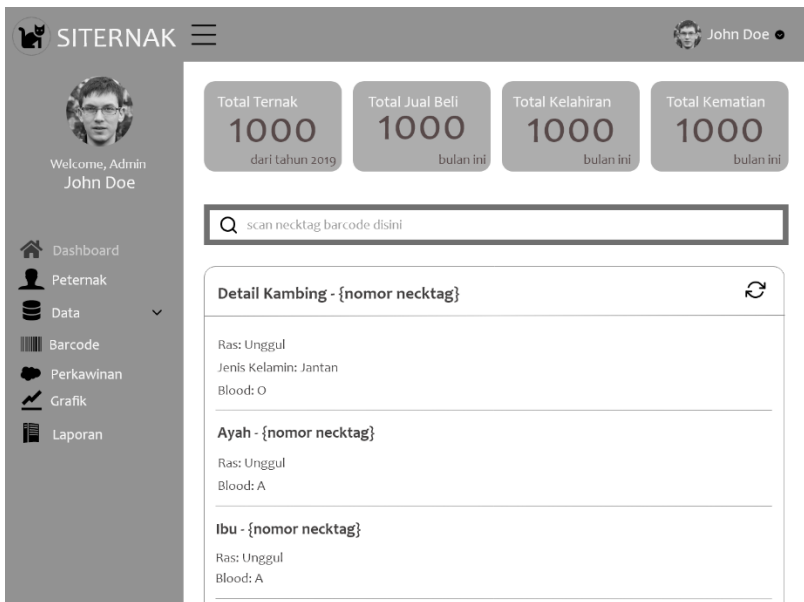 SITERNAK
John Doe
Welcome, Admin
John Doe
Dashboard
Peternak
Data
Barcode
Perkawinan
Grafik
Laporan
Total Ternak
1000
dari tahun 2019
Total Jual Beli
1000
bulan ini
Total Kelahiran
1000
bulan ini
Total Kematian
1000
bulan ini
scan necktag barcode disini
Detail Kambing - {nomor necktag}
Ras: Unggul
Jenis Kelamin: Jantan
Blood: O
Ayah - {nomor necktag}
Ras: Unggul
Blood: A
Ibu - {nomor necktag}
Ras: Unggul
Blood: A